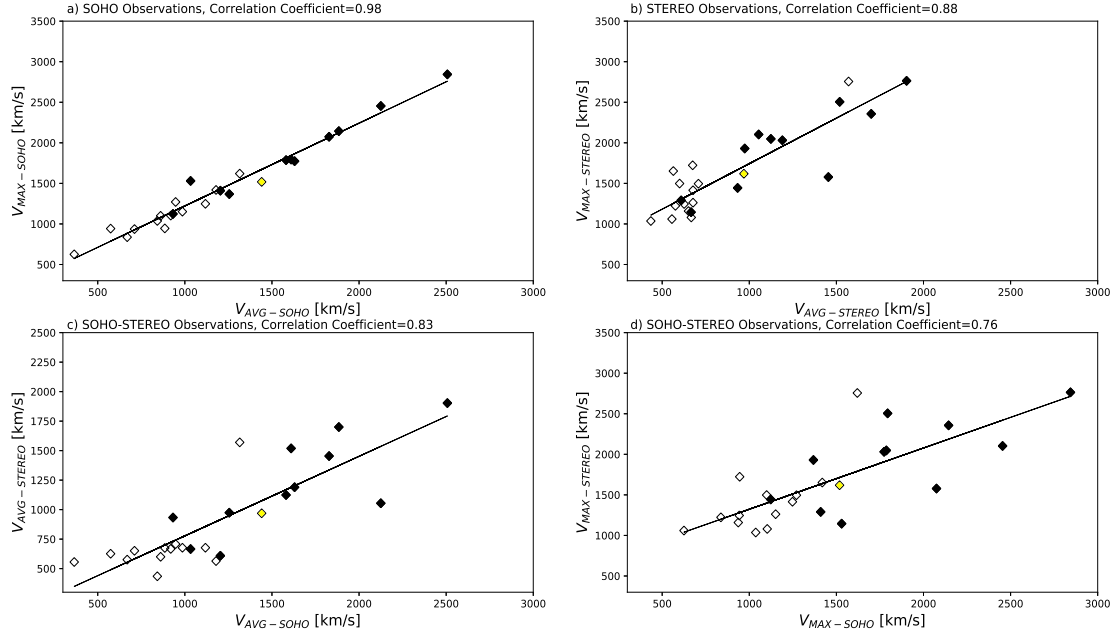 a) SOHO Observations, Correlation Coefficient=0.98
3500
3000
2500
2000
1500
1000
500
V_MAX−SOHO [km/s]
500 1000 1500 2000 2500 3000
V_AVG−SOHO [km/s]
b) STEREO Observations, Correlation Coefficient=0.88
3500
3000
2500
2000
1500
1000
500
V_MAX−STEREO [km/s]
500 1000 1500 2000 2500 3000
V_AVG−STEREO [km/s]
c) SOHO-STEREO Observations, Correlation Coefficient=0.83
2500
2250
2000
1750
1500
1250
1000
750
500
V_AVG−STEREO [km/s]
500 1000 1500 2000 2500 3000
V_AVG−SOHO [km/s]
d) SOHO-STEREO Observations, Correlation Coefficient=0.76
3500
3000
2500
2000
1500
1000
500
V_MAX−STEREO [km/s]
500 1000 1500 2000 2500 3000
V_MAX−SOHO [km/s]